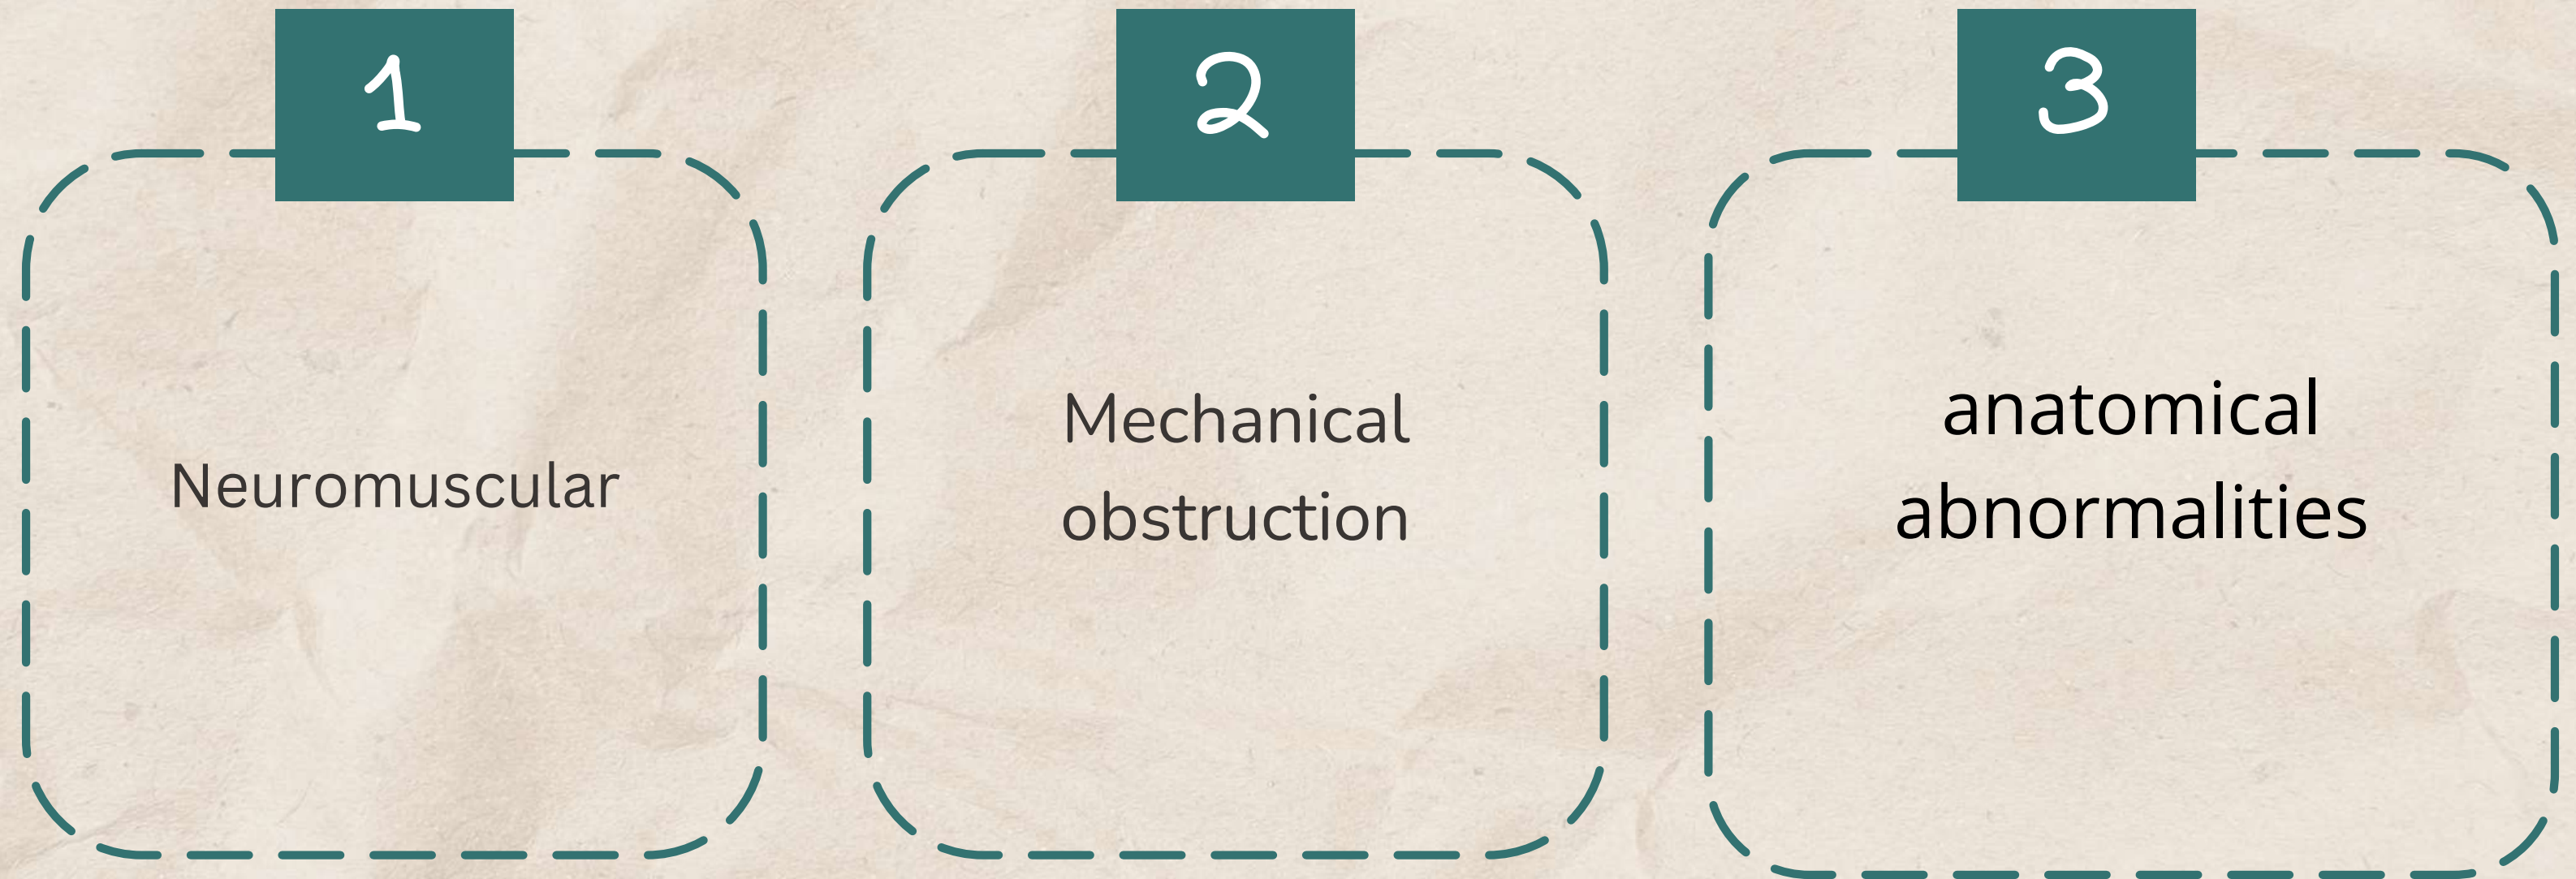 1
Neuromuscular
2
Mechanical
obstruction
3
anatomical
abnormalities